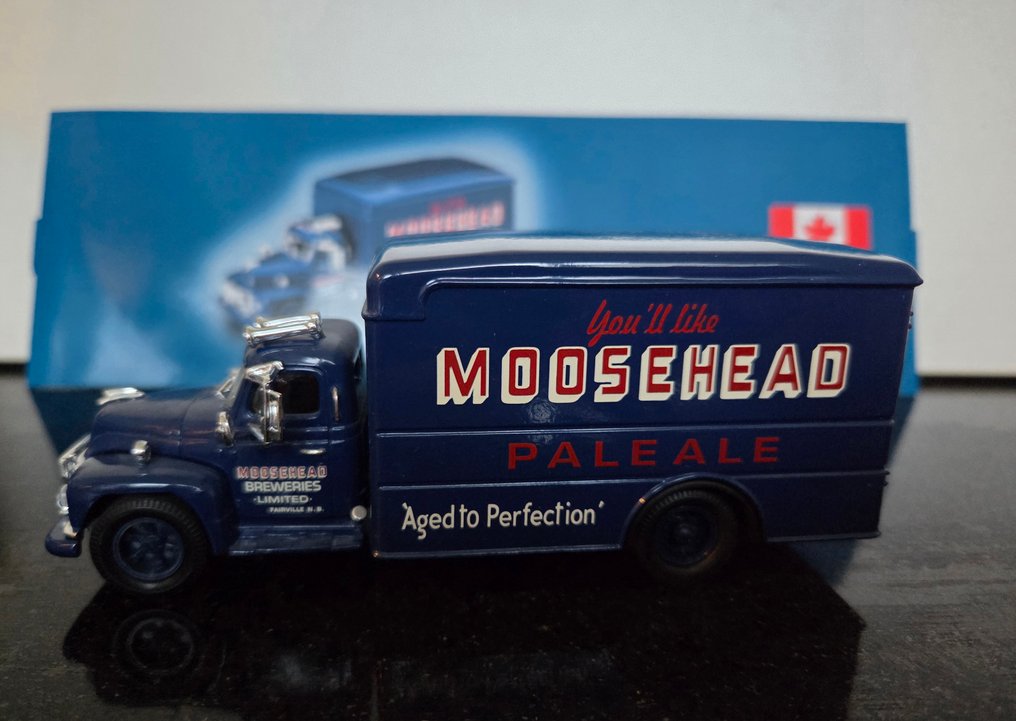 MOOSEHEAD
You'll like
MOOSEHEAD
PALE ALE
'Aged to Perfection'
MOOSEHEAD
BREWERIES
·LIMITED·
FAIRVILLE N.B.